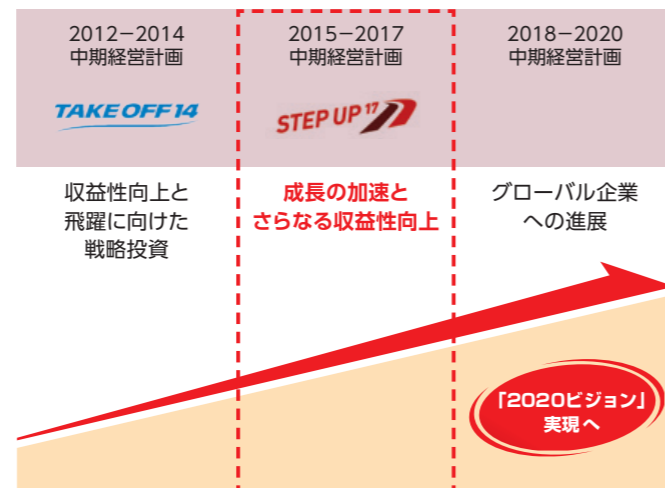 2012−2014
中期経営計画
TAKE OFF 14
収益性向上と
飛躍に向けた
戦略投資
2015−2017
中期経営計画
STEP UP 17
成長の加速と
さらなる収益性向上
2018−2020
中期経営計画
グローバル企業
への進展
「2020ビジョン」
実現へ